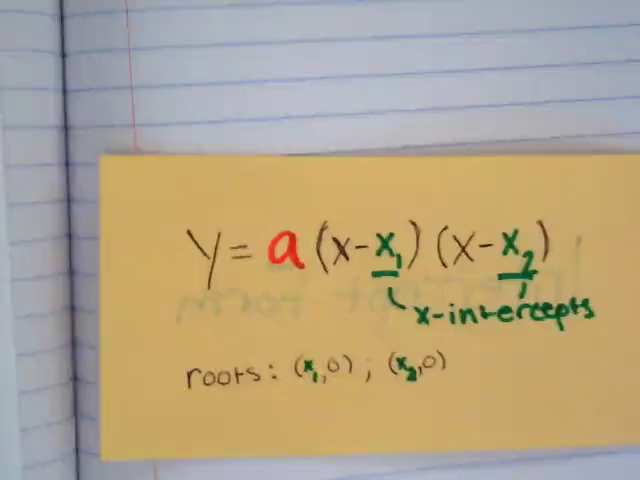 y = a (x - x₁) (x - x₂)
x-intercepts
roots: (x₁,0) ; (x₂,0)